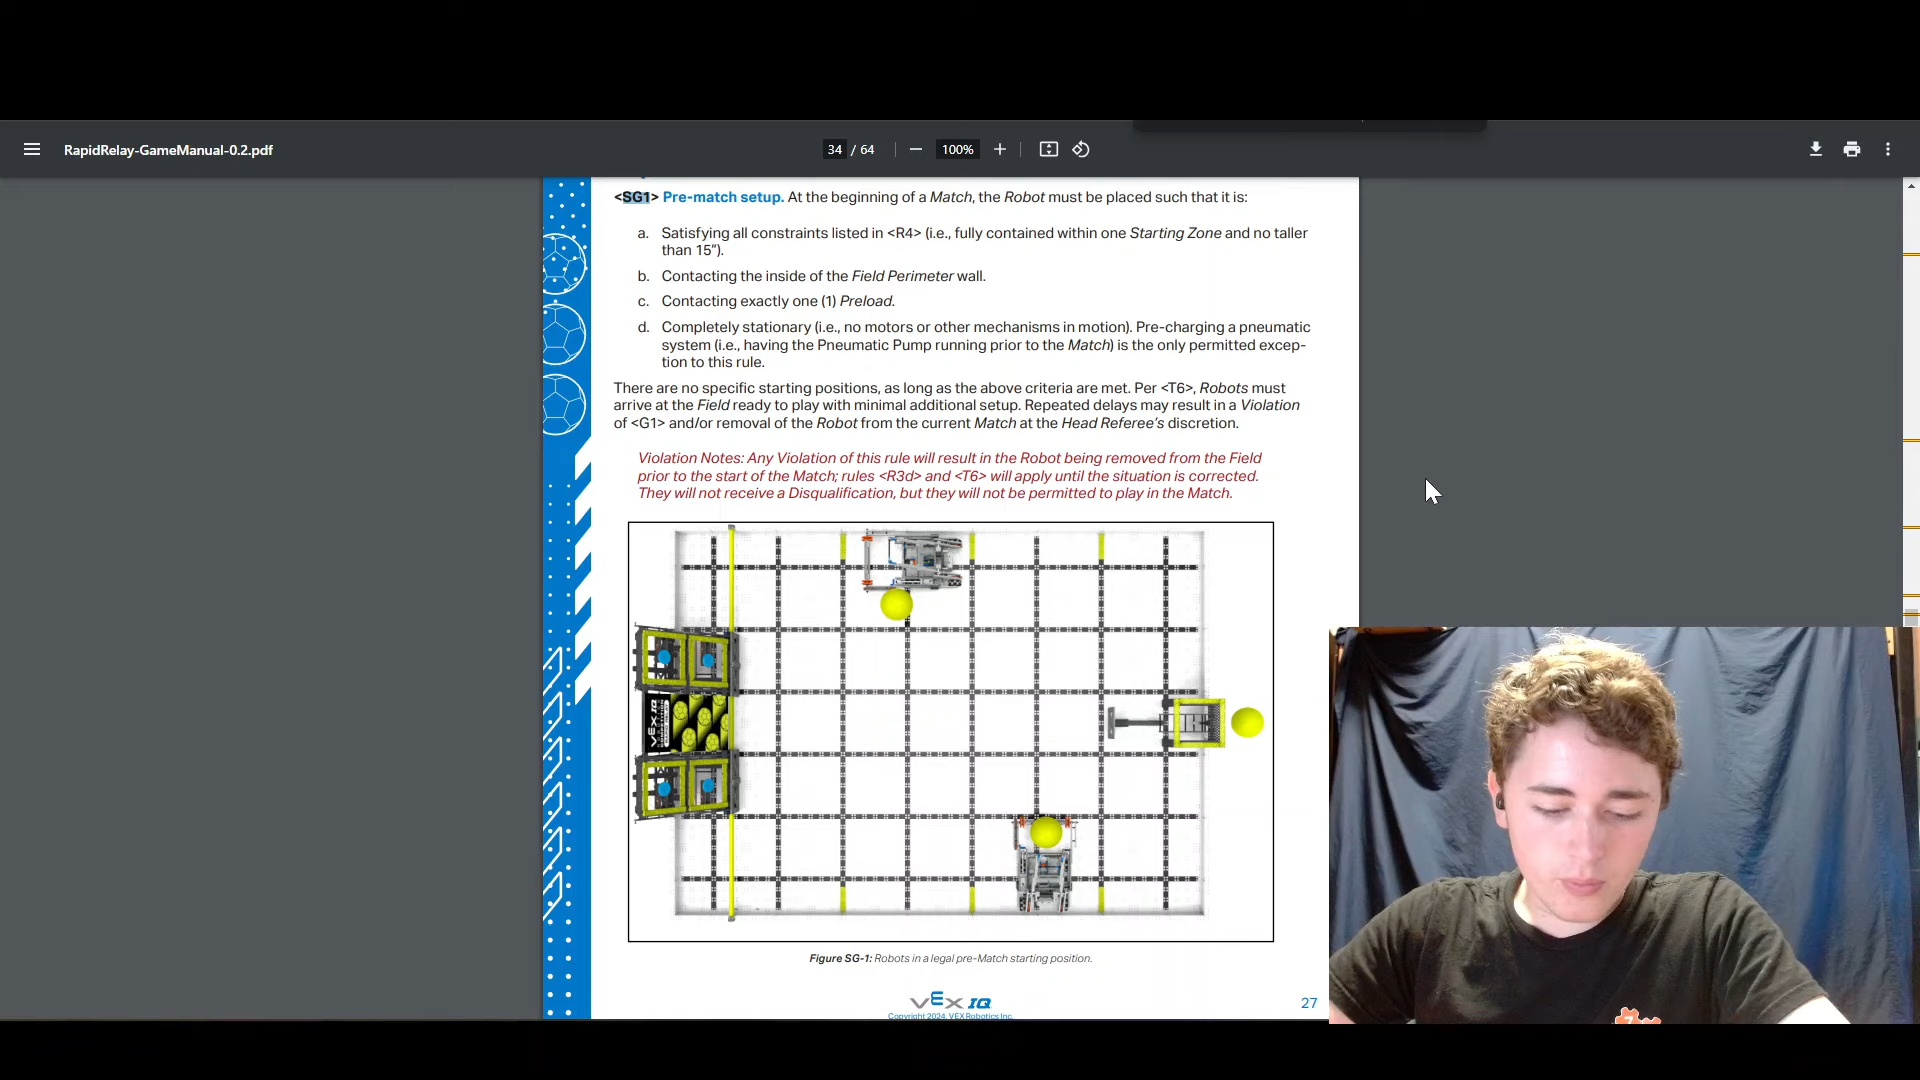 RapidRelay-GameManual-0.2.pdf
34 / 64
100%
<SG1> Pre-match setup. At the beginning of a Match, the Robot must be placed such that it is:
a. Satisfying all constraints listed in <R4> (i.e., fully contained within one Starting Zone and no taller
than 15”).
b. Contacting the inside of the Field Perimeter wall.
c. Contacting exactly one (1) Preload.
d. Completely stationary (i.e., no motors or other mechanisms in motion). Pre-charging a pneumatic
system (i.e., having the Pneumatic Pump running prior to the Match) is the only permitted excep-
tion to this rule.
There are no specific starting positions, as long as the above criteria are met. Per <T6>, Robots must
arrive at the Field ready to play with minimal additional setup. Repeated delays may result in a Violation
of <G1> and/or removal of the Robot from the current Match at the Head Referee’s discretion.
Violation Notes: Any Violation of this rule will result in the Robot being removed from the Field
prior to the start of the Match; rules <R3d> and <T6> will apply until the situation is corrected.
They will not receive a Disqualification, but they will not be permitted to play in the Match.
VEX IQ
Figure SG-1: Robots in a legal pre-Match starting position.
VEX IQ
27
Copyright 2024, VEX Robotics Inc.